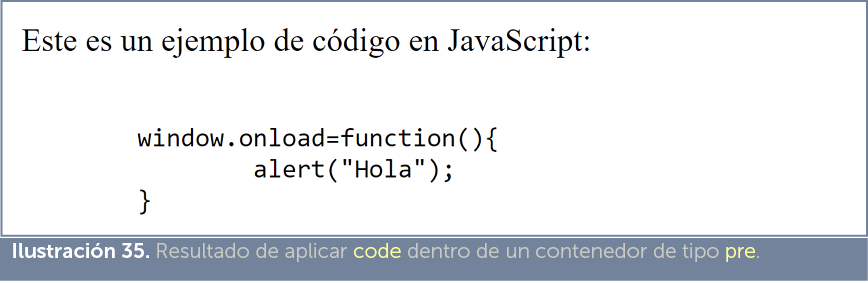 Este es un ejemplo de código en JavaScript:
window.onload=function(){
        alert("Hola");
}
Ilustración 35. Resultado de aplicar code dentro de un contenedor de tipo pre.